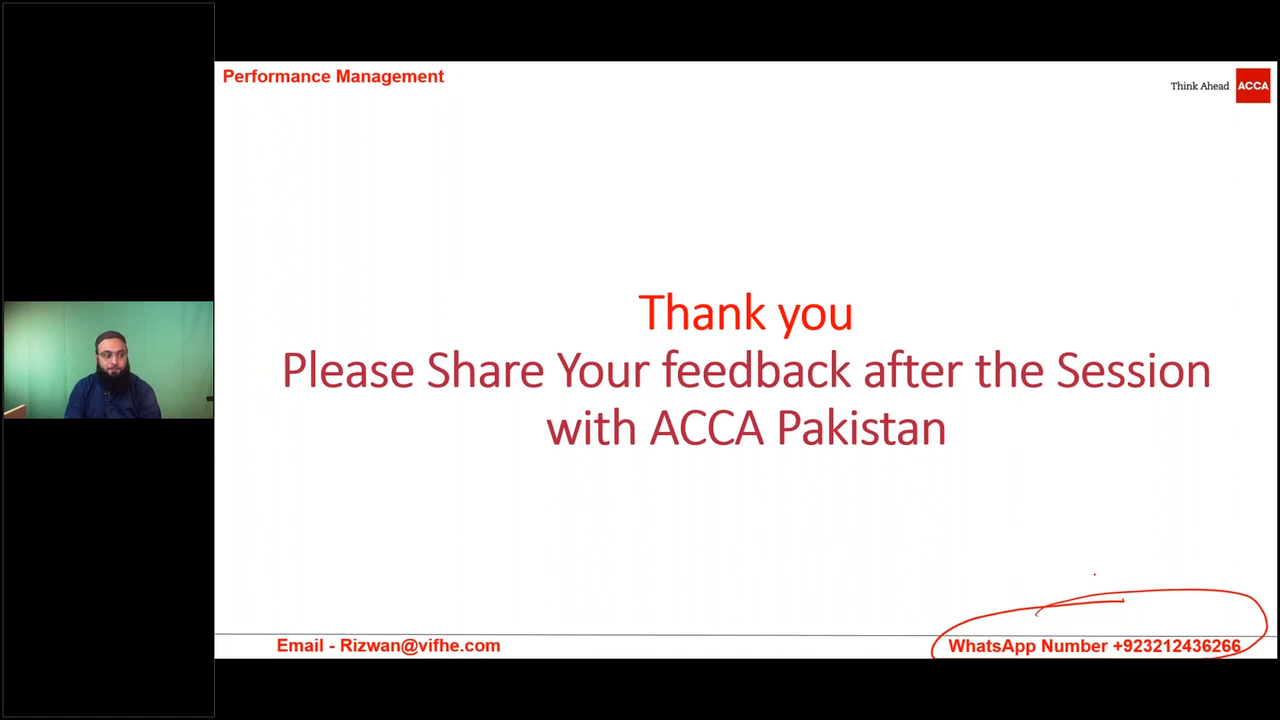 Performance Management
Think Ahead ACCA
Thank you
Please Share Your feedback after the Session
with ACCA Pakistan
Email - Rizwan@vifhe.com
WhatsApp Number +923212436266